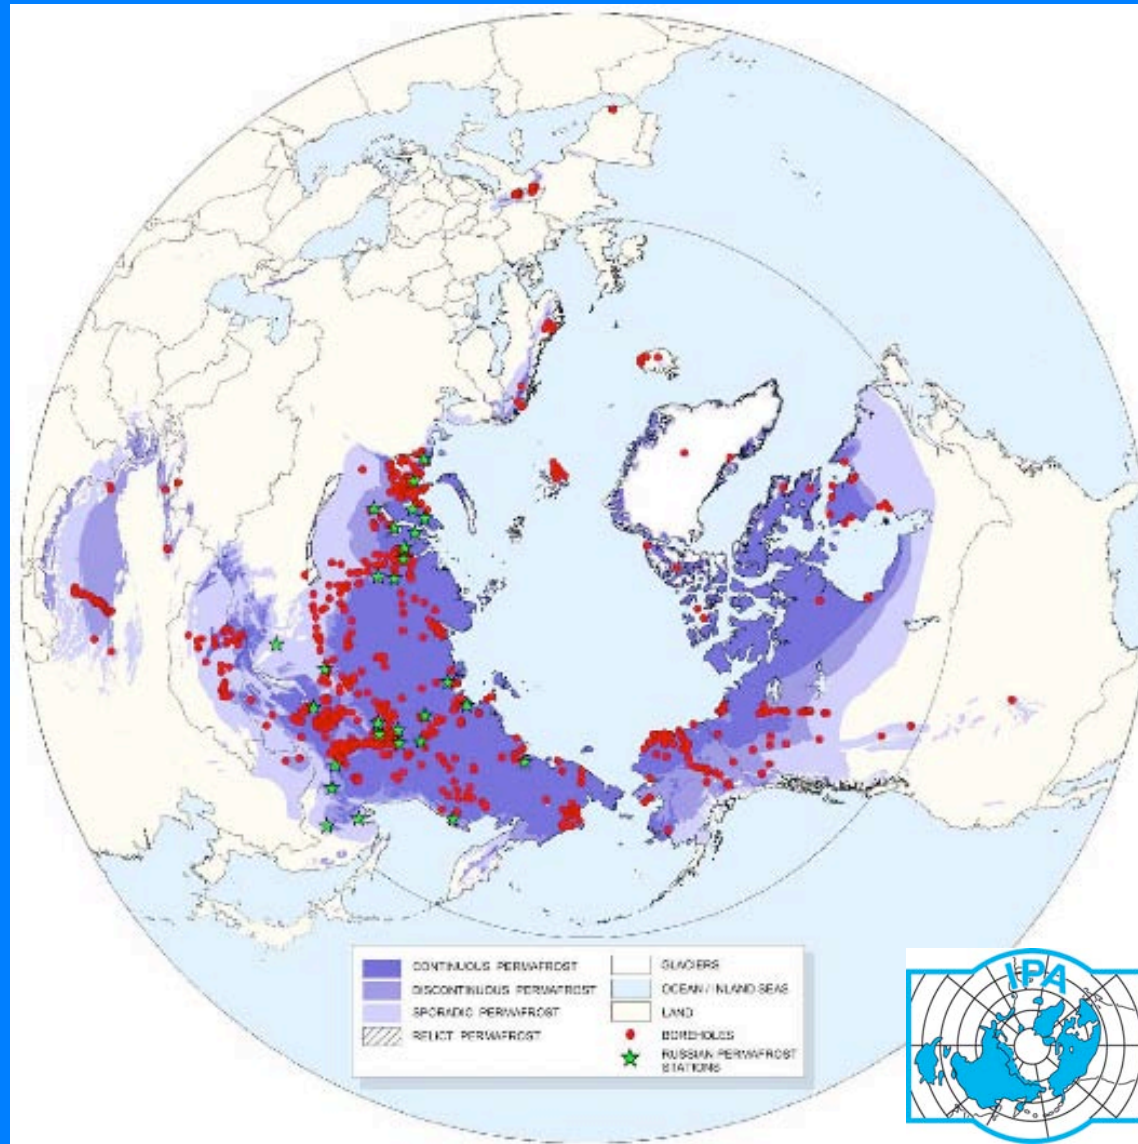 CONTINUOUS PERMAFROST
DISCONTINUOUS PERMAFROST
SPORADIC PERMAFROST
RELICT PERMAFROST
GLACIERS
OCEAN / INLAND SEAS
LAND
BOREHOLES
RUSSIAN PERMAFROST
STATIONS
IPA